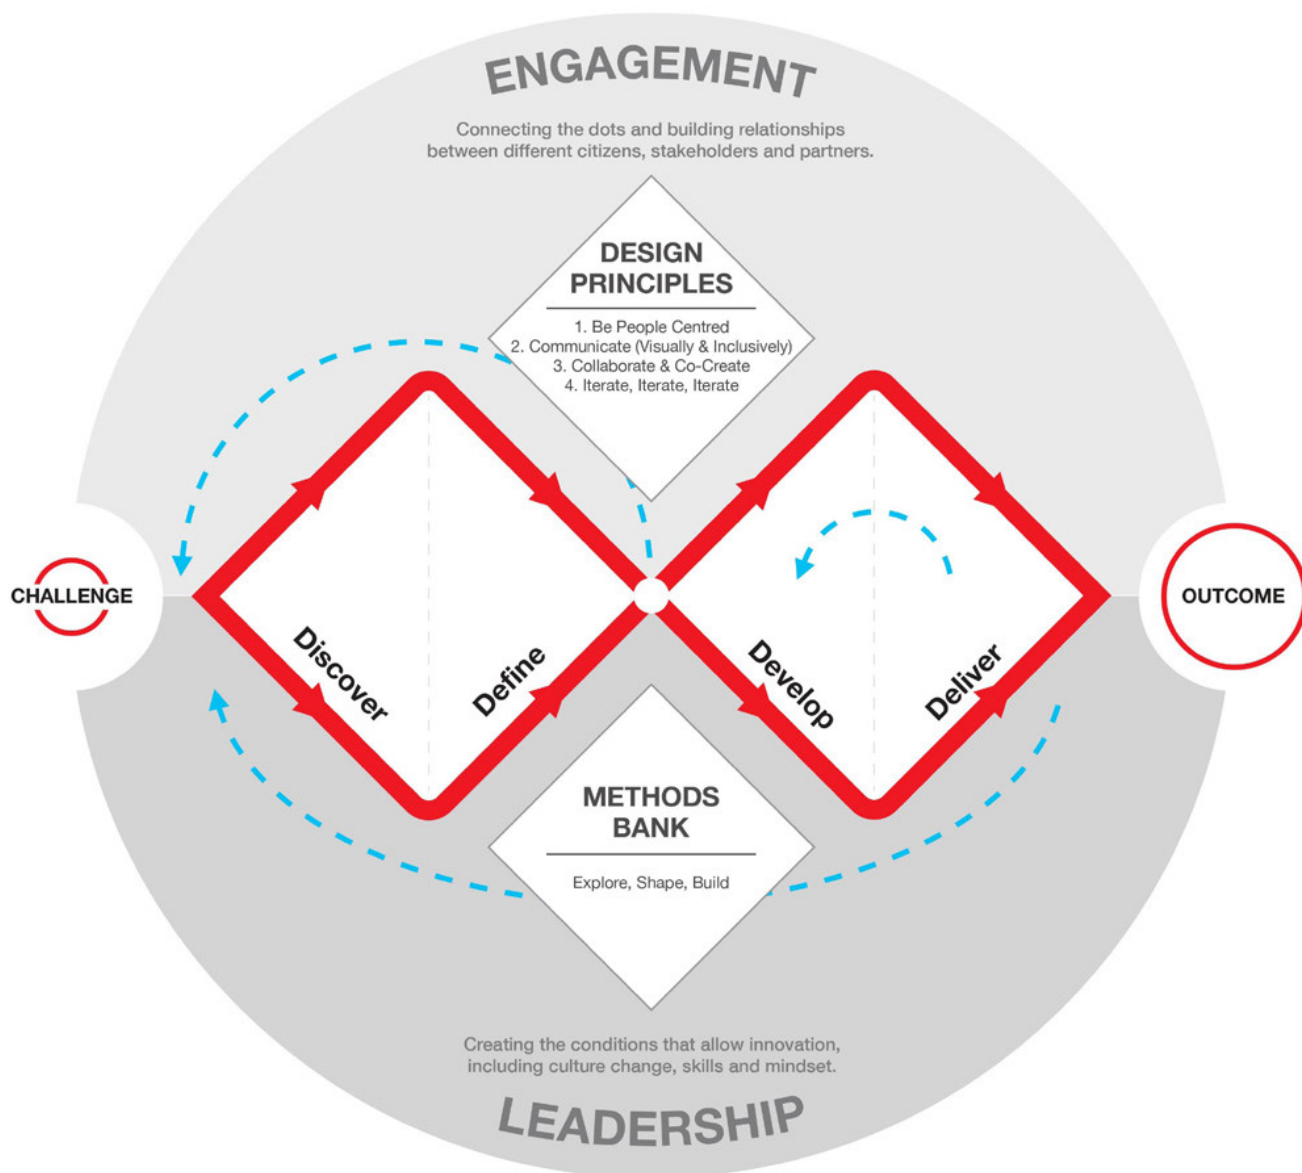 ENGAGEMENT
Connecting the dots and building relationships
between different citizens, stakeholders and partners.
DESIGN
PRINCIPLES
1. Be People Centred
2. Communicate (Visually & Inclusively)
3. Collaborate & Co-Create
4. Iterate, Iterate, Iterate
CHALLENGE
OUTCOME
Discover
Define
Develop
Deliver
METHODS
BANK
Explore, Shape, Build
Creating the conditions that allow innovation,
including culture change, skills and mindset.
LEADERSHIP